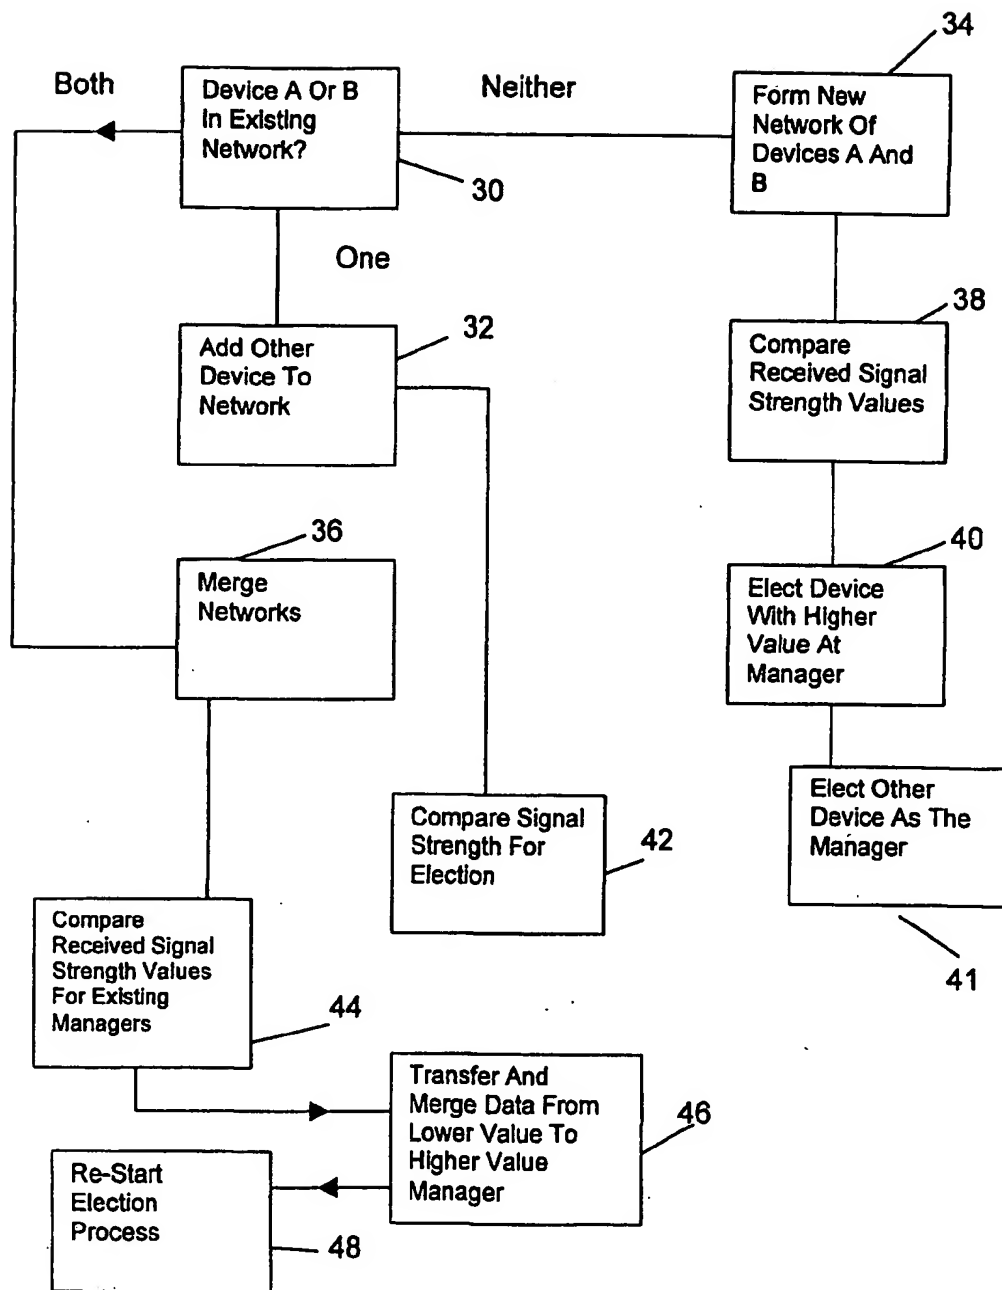 34
Both
Device A Or B
In Existing
Network?
Neither
Form New
Network Of
Devices A And
B
30
One
32
Add Other
Device To
Network
38
Compare
Received Signal
Strength Values
36
Merge
Networks
40
Elect Device
With Higher
Value At
Manager
Compare Signal
Strength For
Election
42
Elect Other
Device As The
Manager
41
Compare
Received Signal
Strength Values
For Existing
Managers
44
Transfer And
Merge Data From
Lower Value To
Higher Value
Manager
46
Re-Start
Election
Process
48